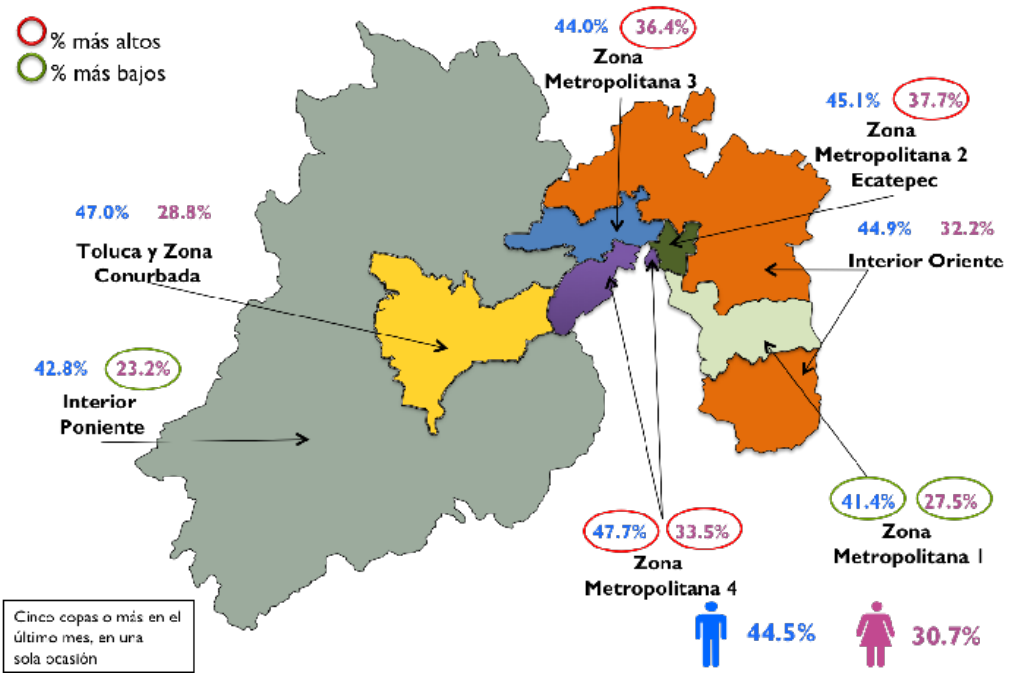 % más altos
% más bajos
44.0% 36.4%
Zona
Metropolitana 3
45.1% 37.7%
Zona
Metropolitana 2
Ecatepec
47.0% 28.8%
Toluca y Zona
Conurbada
44.9% 32.2%
Interior Oriente
42.8% 23.2%
Interior
Poniente
47.7% 33.5%
Zona
Metropolitana 4
41.4% 27.5%
Zona
Metropolitana 1
Cinco copas o más en el
último mes, en una
sola ocasión
44.5% 30.7%